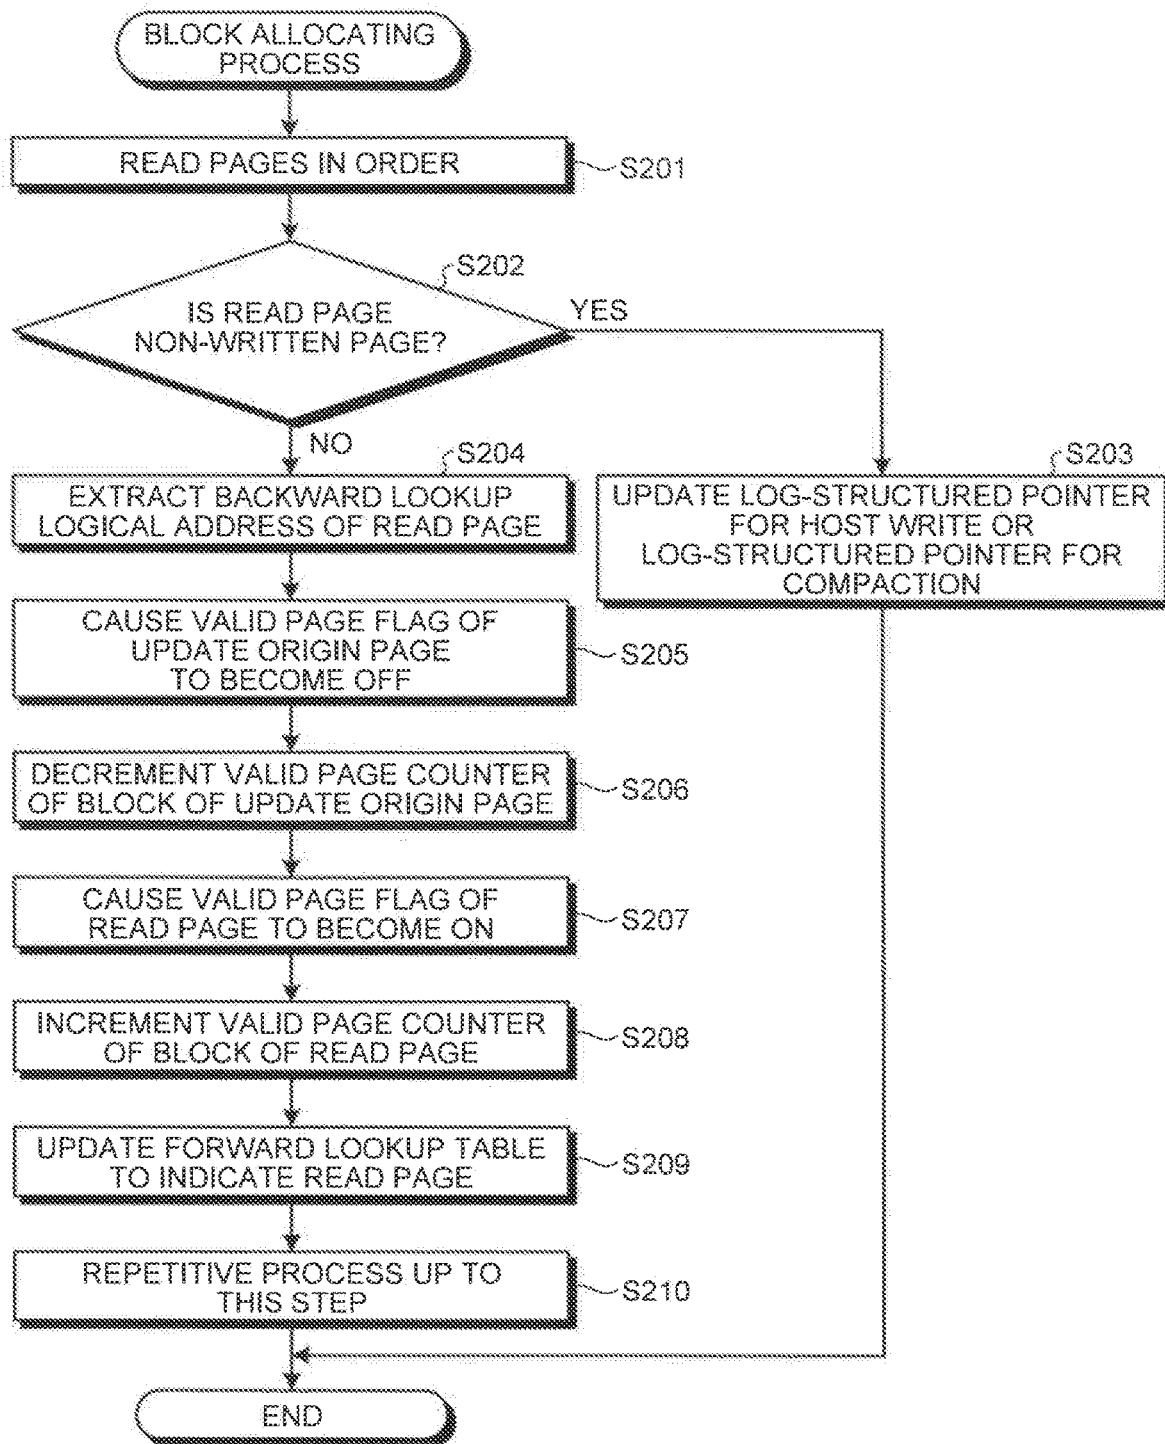 BLOCK ALLOCATING
PROCESS
READ PAGES IN ORDER
S201
S202
IS READ PAGE
NON-WRITTEN PAGE?
YES
NO
S204
EXTRACT BACKWARD LOOKUP
LOGICAL ADDRESS OF READ PAGE
S203
UPDATE LOG-STRUCTURED POINTER
FOR HOST WRITE OR
LOG-STRUCTURED POINTER FOR
COMPACTION
CAUSE VALID PAGE FLAG OF
UPDATE ORIGIN PAGE
TO BECOME OFF
S205
DECREMENT VALID PAGE COUNTER
OF BLOCK OF UPDATE ORIGIN PAGE
S206
CAUSE VALID PAGE FLAG OF
READ PAGE TO BECOME ON
S207
INCREMENT VALID PAGE COUNTER
OF BLOCK OF READ PAGE
S208
UPDATE FORWARD LOOKUP TABLE
TO INDICATE READ PAGE
S209
REPETITIVE PROCESS UP TO
THIS STEP
S210
END